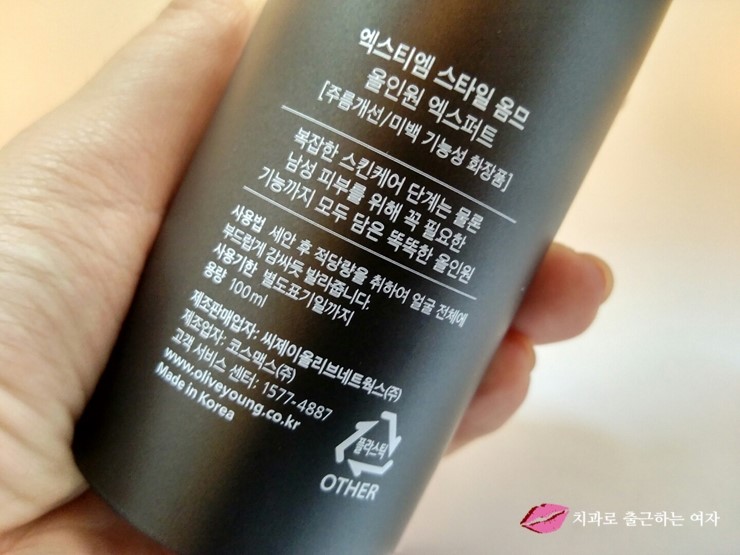 엑스티엠 스타일 옴므
올인원 엑스퍼트
[주름개선/미백 기능성 화장품]
복잡한 스킨케어 단계는 물론
남성 피부를 위해 꼭 필요한
기능까지 모두 담은 똑똑한 올인원
사용법 세안 후 적당량을 취하여 얼굴 전체에
부드럽게 감싸듯 발라줍니다.
사용기한 별도표기일까지
용량 100ml
제조판매업자: 씨제이올리브네트웍스(주)
제조업자: 코스맥스(주)
고객 서비스 센터: 1577-4887
www.oliveyoung.co.kr
Made in Korea
플라스틱
OTHER
치과로 출근하는 여자